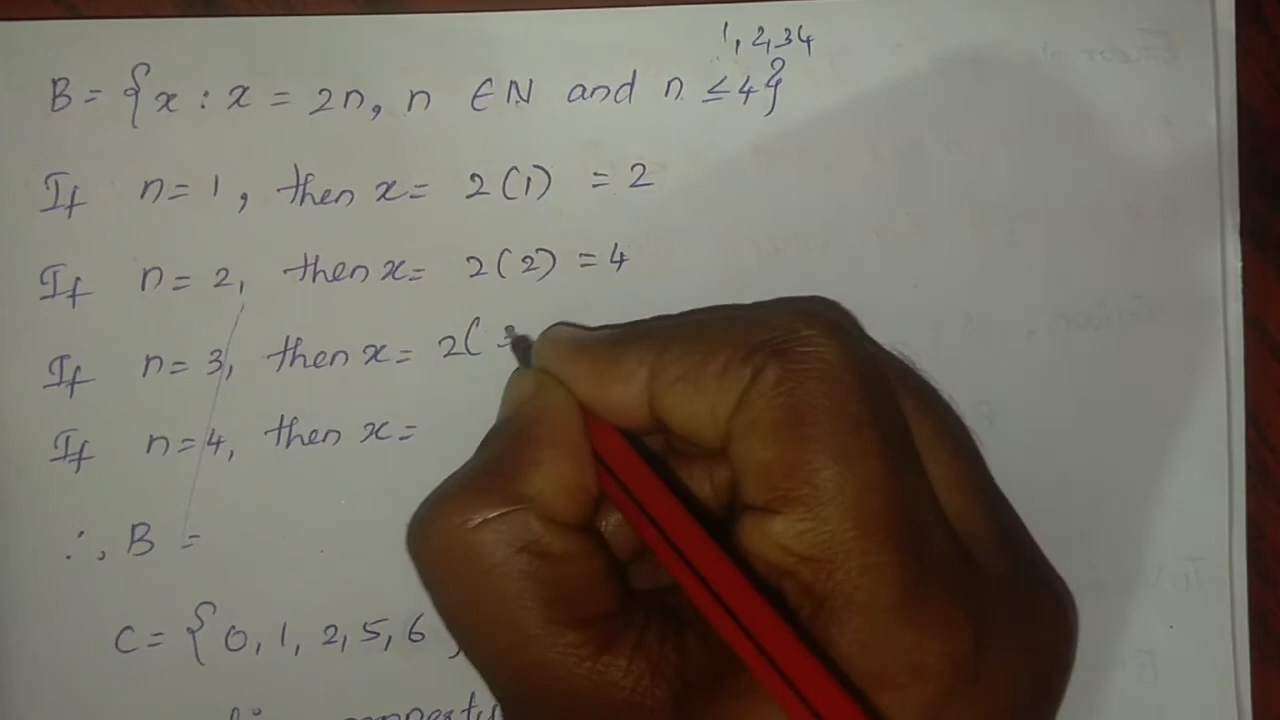 1, 2, 3 4
B = {x : x = 2n, n ∈ N and n ≤ 4}
If n = 1, then x = 2(1) = 2
If n = 2, then x = 2(2) = 4
If n = 3, then x = 2( 3
If n = 4, then x =
∴, B =
C = {0, 1, 2, 5, 6